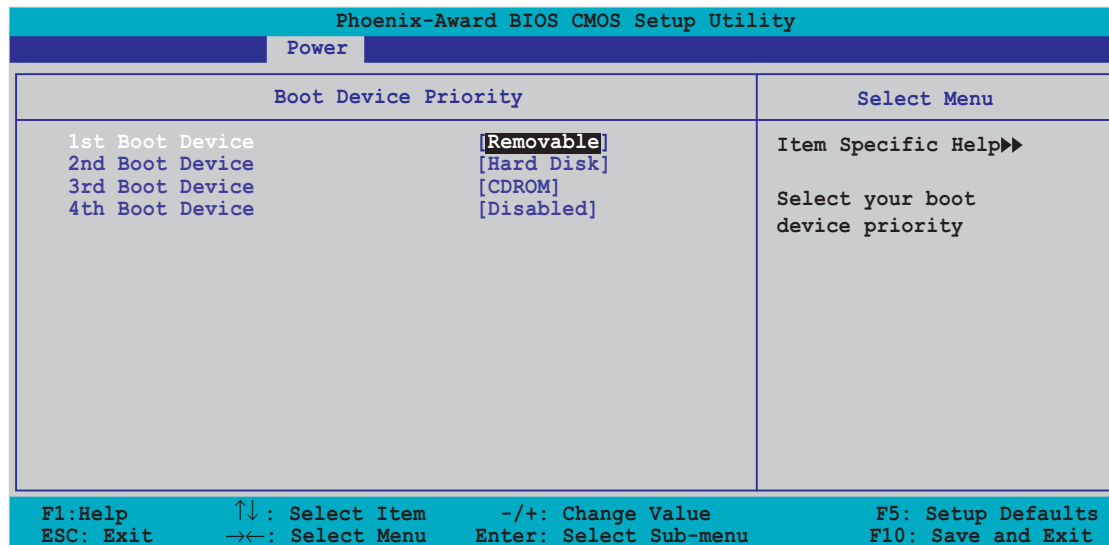 Phoenix-Award BIOS CMOS Setup Utility
Power
Boot Device Priority
Select Menu
1st Boot Device [Removable]
2nd Boot Device [Hard Disk]
3rd Boot Device [CDROM]
4th Boot Device [Disabled]
Item Specific Help▶▶
Select your boot
device priority
F1:Help ↑↓: Select Item -/+: Change Value F5: Setup Defaults
ESC: Exit →←: Select Menu Enter: Select Sub-menu F10: Save and Exit